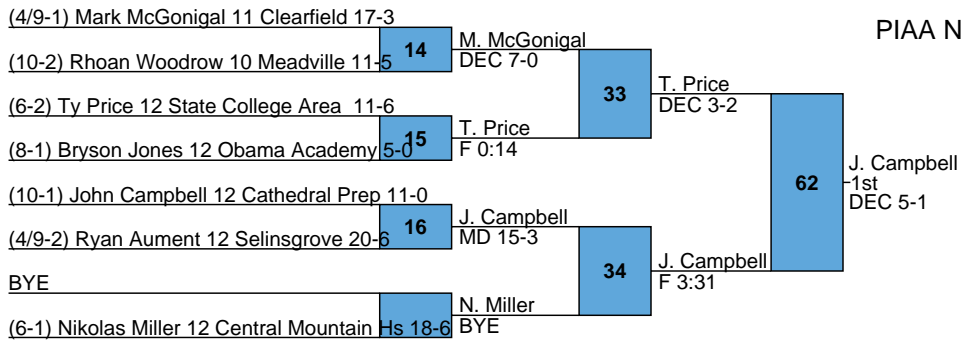 (4/9-1) Mark McGonigal 11 Clearfield 17-3
PIAA N
14
M. McGonigal
DEC 7-0
(10-2) Rhoan Woodrow 10 Meadville 11-5
33
T. Price
DEC 3-2
(6-2) Ty Price 12 State College Area 11-6
15
T. Price
F 0:14
(8-1) Bryson Jones 12 Obama Academy 5-0
62
J. Campbell
1st
DEC 5-1
(10-1) John Campbell 12 Cathedral Prep 11-0
16
J. Campbell
MD 15-3
(4/9-2) Ryan Aument 12 Selinsgrove 20-6
34
J. Campbell
F 3:31
BYE
N. Miller
BYE
(6-1) Nikolas Miller 12 Central Mountain Hs 18-6